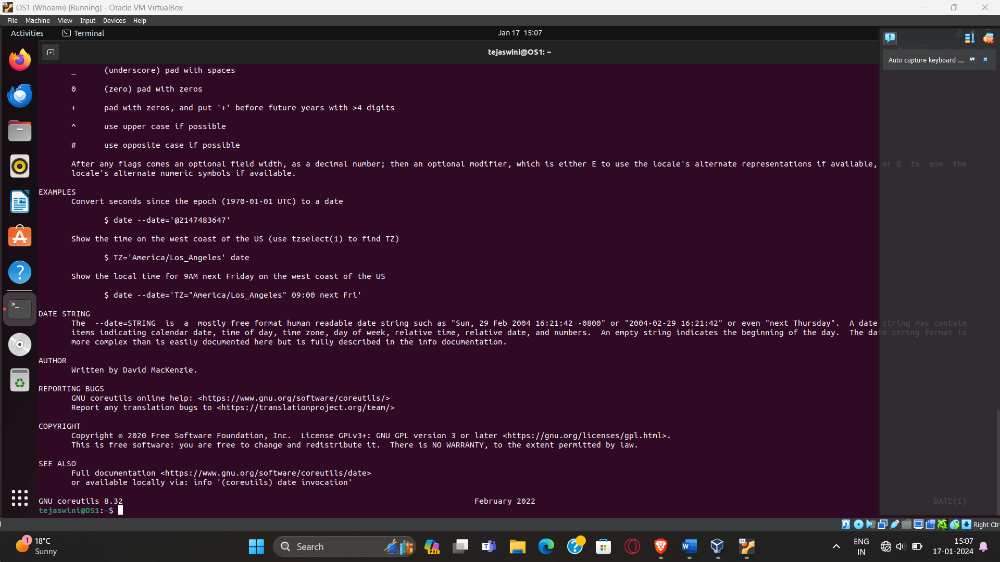 OS1 (Whoami) [Running] - Oracle VM VirtualBox
File Machine View Input Devices Help
Activities Terminal Jan 17 15:07
tejaswini@OS1: ~
Auto capture keyboard ...
_ (underscore) pad with spaces
0 (zero) pad with zeros
+ pad with zeros, and put '+' before future years with >4 digits
^ use upper case if possible
# use opposite case if possible
After any flags comes an optional field width, as a decimal number; then an optional modifier, which is either E to use the locale's alternate representations if available, or O to use the
locale's alternate numeric symbols if available.
EXAMPLES
Convert seconds since the epoch (1970-01-01 UTC) to a date
$ date --date='@2147483647'
Show the time on the west coast of the US (use tzselect(1) to find TZ)
$ TZ='America/Los_Angeles' date
Show the local time for 9AM next Friday on the west coast of the US
$ date --date='TZ="America/Los_Angeles" 09:00 next Fri'
DATE STRING
The --date=STRING is a mostly free format human readable date string such as "Sun, 29 Feb 2004 16:21:42 -0800" or "2004-02-29 16:21:42" or even "next Thursday". A date string may contain
items indicating calendar date, time of day, time zone, day of week, relative time, relative date, and numbers. An empty string indicates the beginning of the day. The date string format is
more complex than is easily documented here but is fully described in the info documentation.
AUTHOR
Written by David MacKenzie.
REPORTING BUGS
GNU coreutils online help: <https://www.gnu.org/software/coreutils/>
Report any translation bugs to <https://translationproject.org/team/>
COPYRIGHT
Copyright © 2020 Free Software Foundation, Inc. License GPLv3+: GNU GPL version 3 or later <https://gnu.org/licenses/gpl.html>.
This is free software: you are free to change and redistribute it. There is NO WARRANTY, to the extent permitted by law.
SEE ALSO
Full documentation <https://www.gnu.org/software/coreutils/date>
or available locally via: info '(coreutils) date invocation'
GNU coreutils 8.32 February 2022 DATE(1)
tejaswini@OS1:~$
Right Ctr
1 18°C
Sunny
Search
PRE
ENG
IN
15:07
17-01-2024